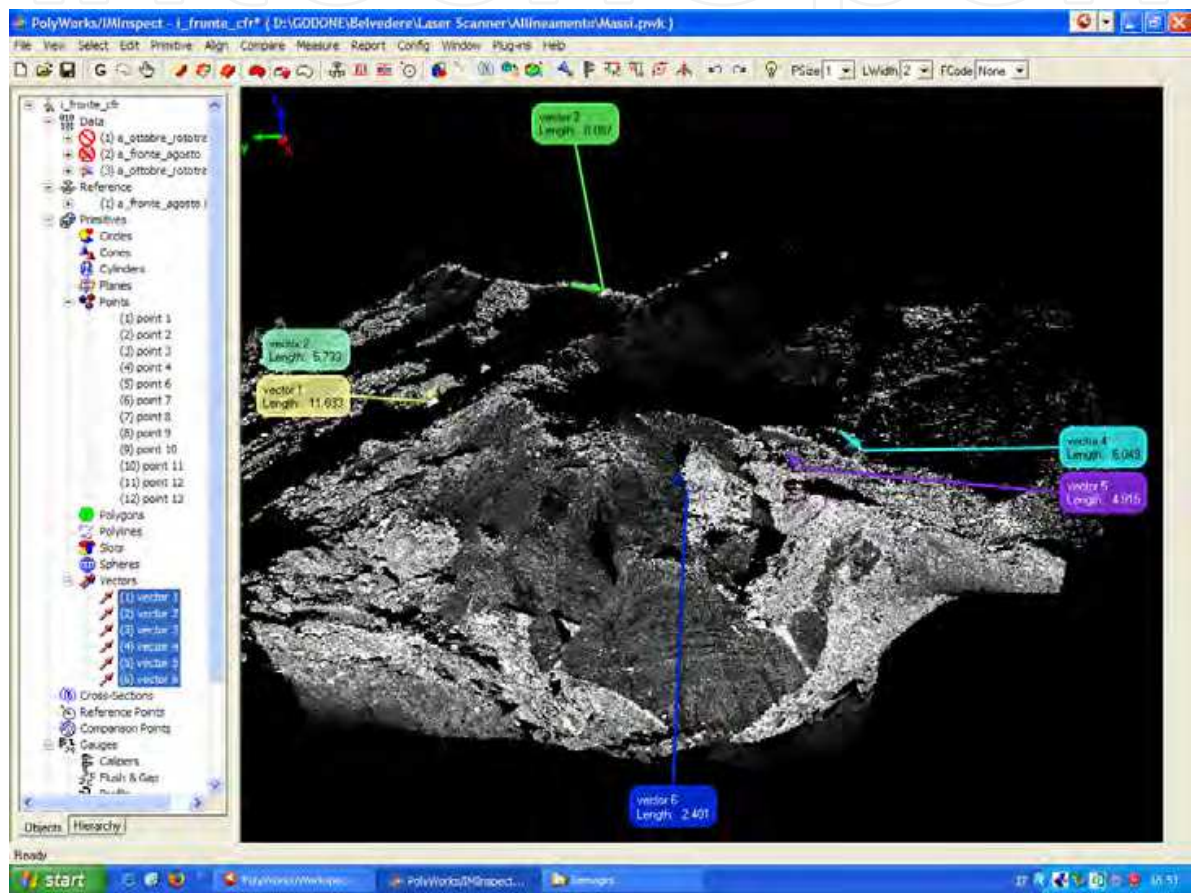 PolyWorks/IMInspect - i_fronte_cfr* ( D:\GODONE\Belvedere\Laser Scanner\Allineamento\Massi.pwk )
File View Select Edit Primitive Align Compare Measure Report Config Window Plug-ins Help
PSize 1 LWidth 2 FCode None
i_fronte_cfr
Data
(1) a_ottobre_rototra
(2) a_fronte_agosto
(3) a_ottobre_rototra
Reference
(1) a_fronte_agosto
Primitives
Circles
Cones
Cylinders
Planes
Points
(1) point 1
(2) point 2
(3) point 3
(4) point 4
(5) point 6
(6) point 7
(7) point 8
(8) point 9
(9) point 10
(10) point 11
(11) point 12
(12) point 13
Polygons
Polylines
Slots
Spheres
Vectors
(1) vector 1
(2) vector 2
(3) vector 3
(4) vector 4
(5) vector 5
(6) vector 6
Cross-Sections
Reference Points
Comparison Points
Gauges
Calipers
Flush & Gap
Objects Hierarchy
Ready
vector
Length:
vector 2
Length: 5.733
vector 1
Length: 11.633
vector 4
Length: 6.049
vector 5
Length: 4.915
vector 6
Length: 2.401
start
PolyWorks/IMInspect...